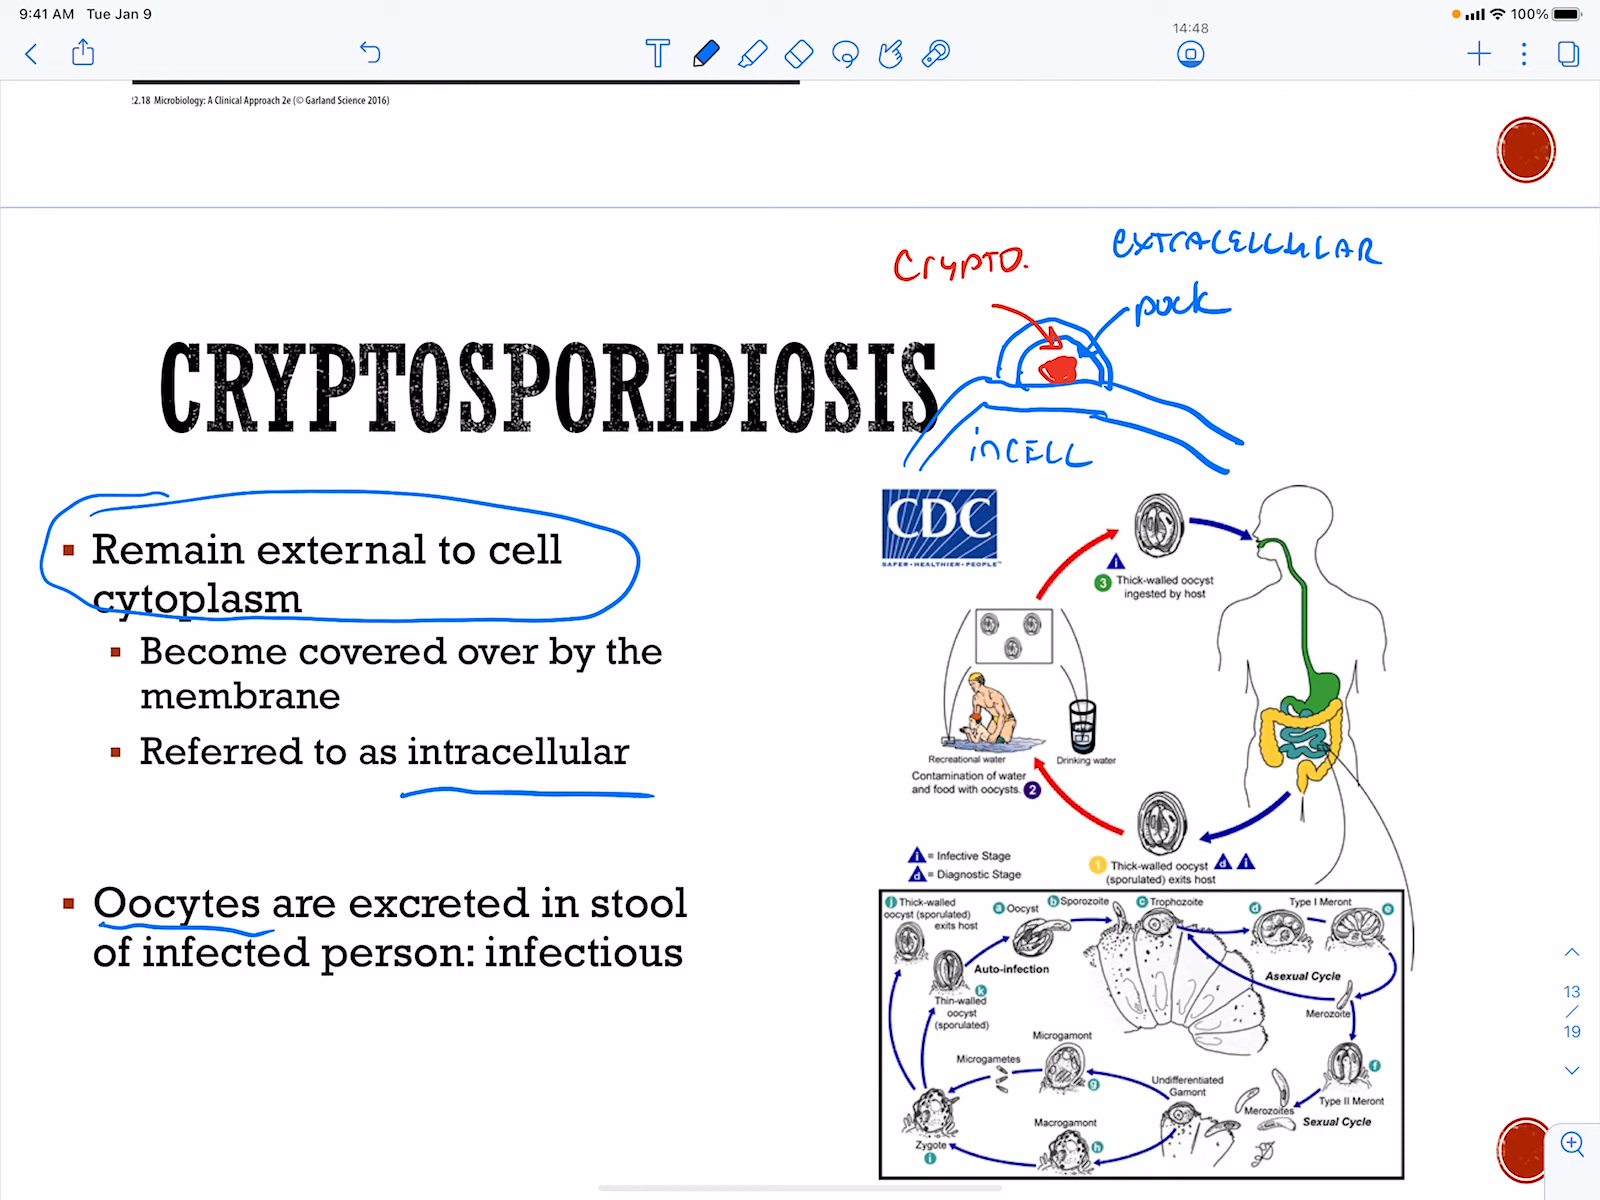 9:41 AM Tue Jan 9
100%
14:48
2.18 Microbiology: A Clinical Approach 2e (© Garland Science 2016)
Crypto.
EXTRACELLULAR
pock
inCELL
CRYPTOSPORIDIOSIS
Remain external to cell
cytoplasm
Become covered over by the
membrane
Referred to as intracellular
Oocytes are excreted in stool
of infected person: infectious
CDC
SAFER • HEALTHIER • PEOPLE™
i
3 Thick-walled oocyst
ingested by host
Recreational water
Drinking water
Contamination of water
and food with oocysts. 2
i = Infective Stage
d = Diagnostic Stage
1 Thick-walled oocyst d i
(sporulated) exits host
j Thick-walled
oocyst (sporulated)
exits host
a Oocyst
b Sporozoite
c Trophozoite
d
Type I Meront
e
Auto-infection
k
Thin-walled
oocyst
(sporulated)
Asexual Cycle
Merozoite
Microgamont
Microgametes
g
f
Undifferentiated
Gamont
Type II Meront
Merozoites
Sexual Cycle
Macrogamont
h
Zygote
i
13
/
19